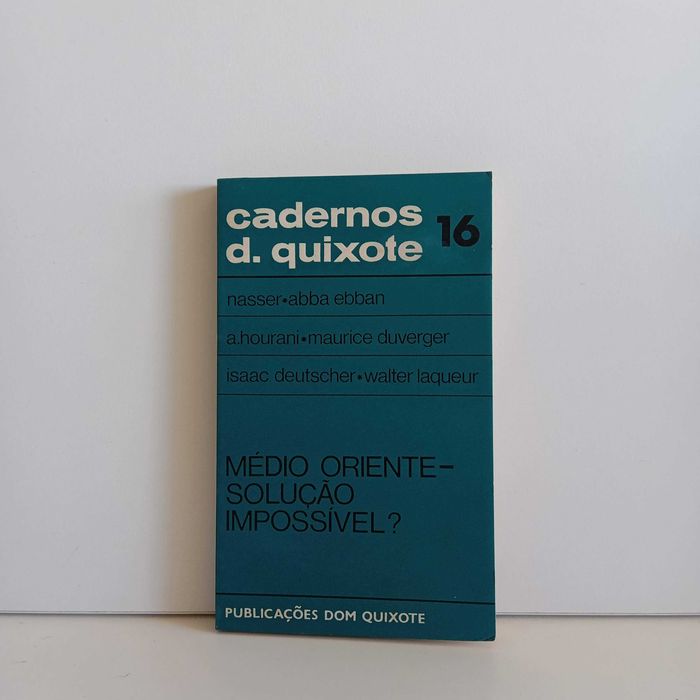 cadernos
d. quixote 16
nasser•abba ebban
a.hourani•maurice duverger
isaac deutscher•walter laqueur
MÉDIO ORIENTE–
SOLUÇÃO
IMPOSSÍVEL?
PUBLICAÇÕES DOM QUIXOTE